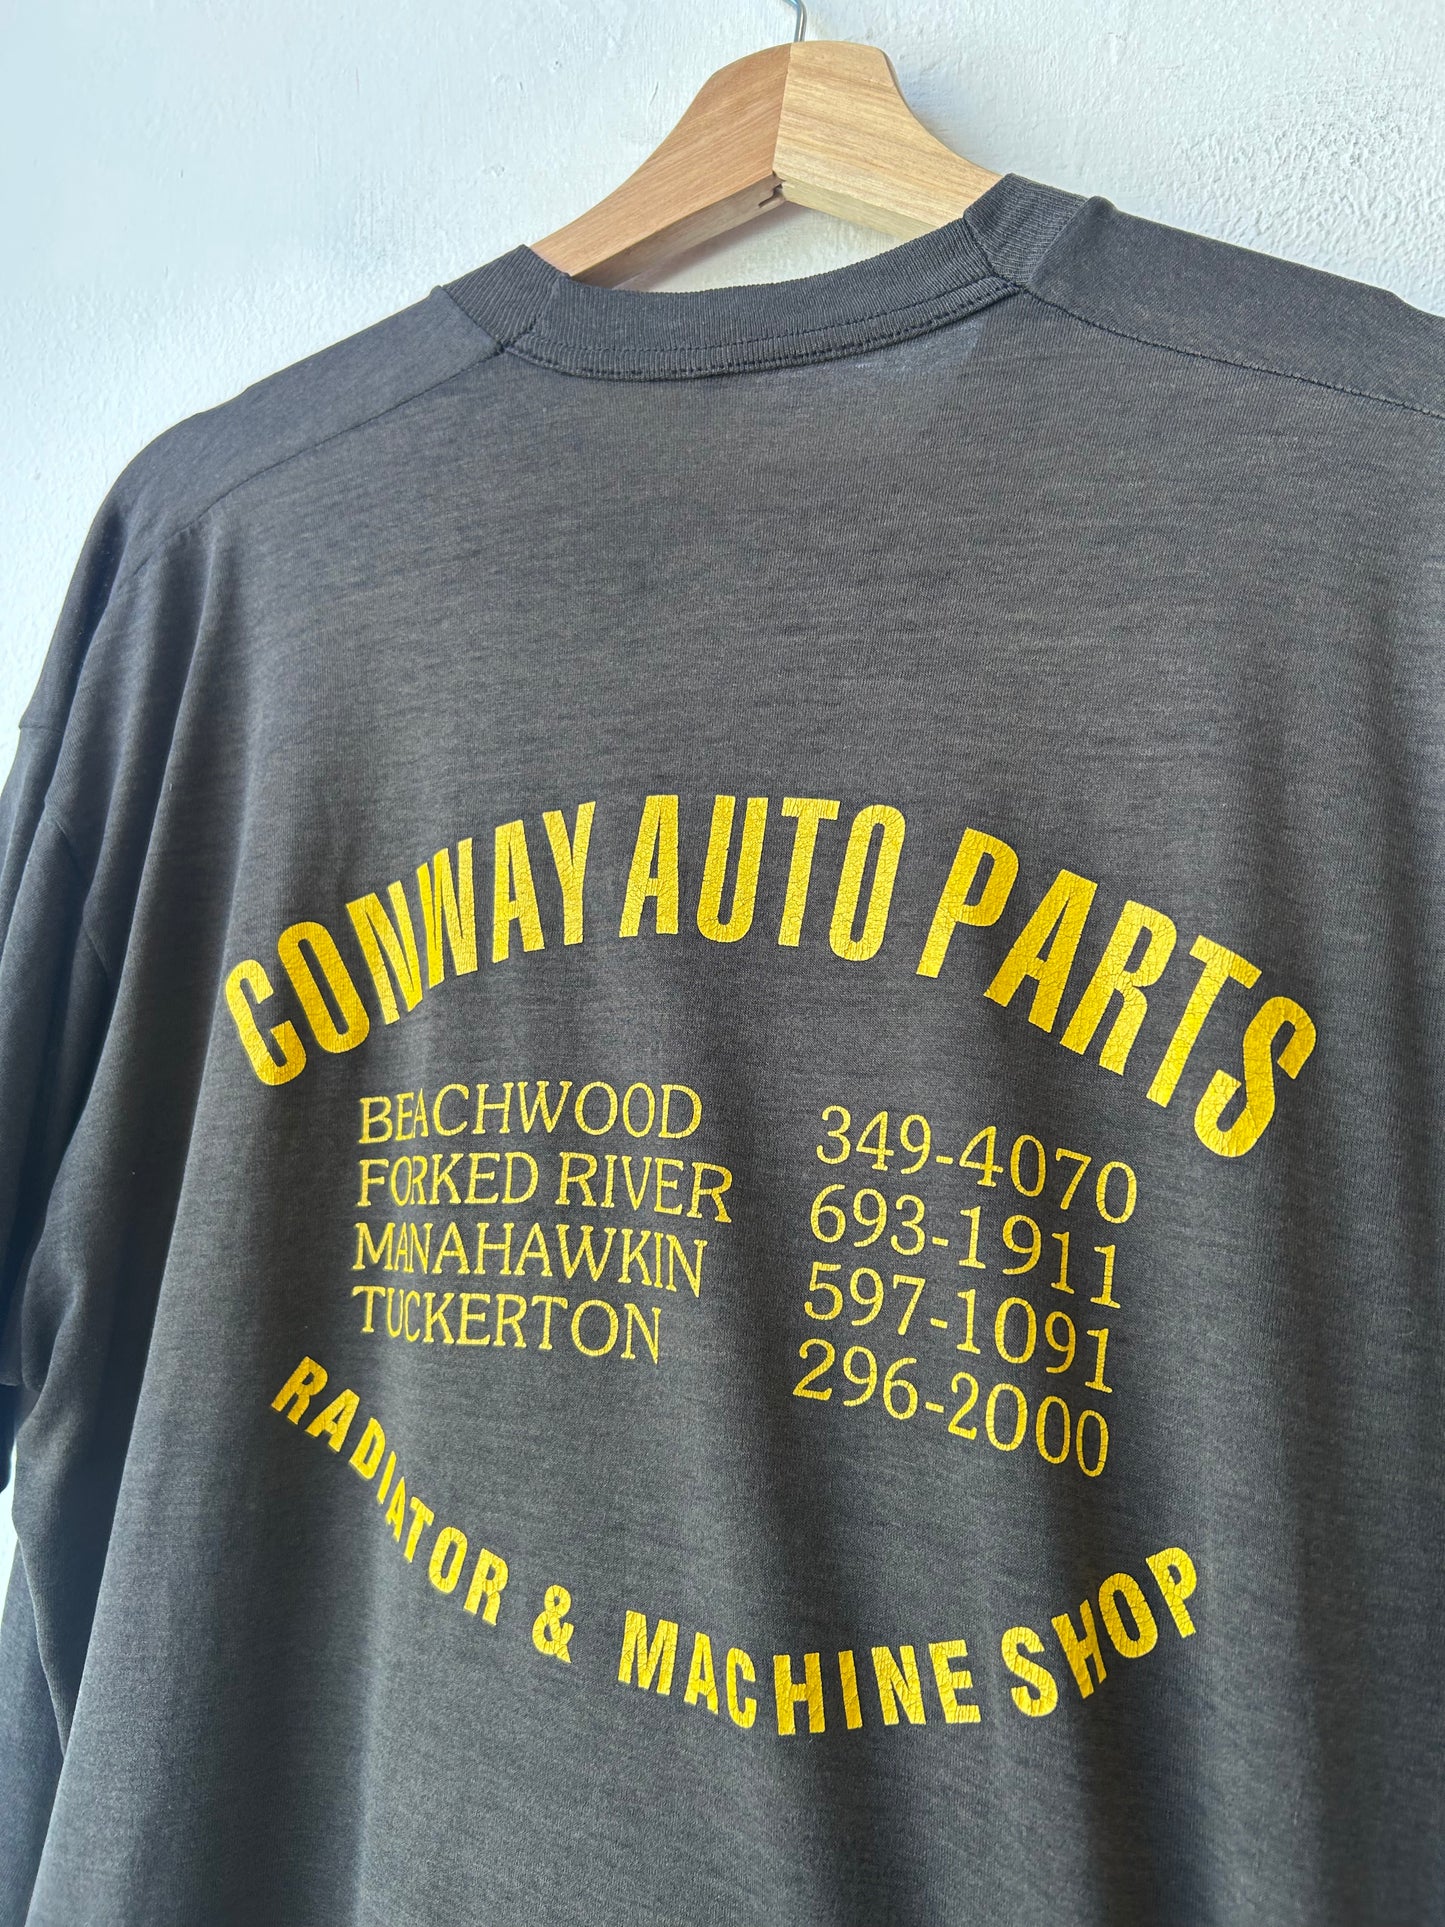 CONWAY AUTO PARTS
BEACHWOOD 349-4070
FORKED RIVER 693-1911
MANAHAWKIN 597-1091
TUCKERTON 296-2000
RADIATOR & MACHINE SHOP